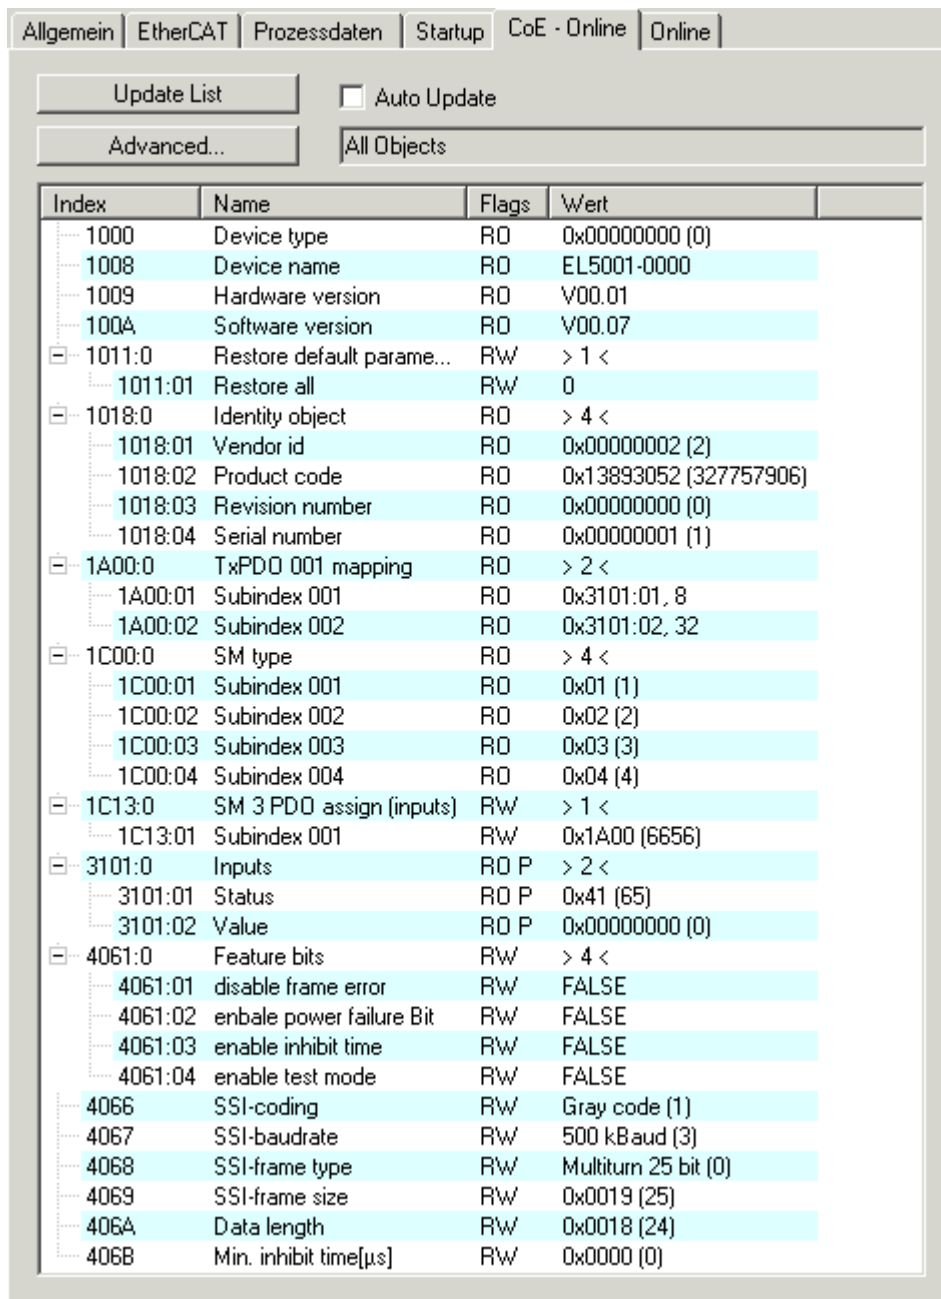 Allgemein EtherCAT Prozessdaten Startup CoE - Online Online
Update List Auto Update
Advanced... All Objects
Index Name Flags Wert
1000 Device type RO 0x00000000 (0)
1008 Device name RO EL5001-0000
1009 Hardware version RO V00.01
100A Software version RO V00.07
1011:0 Restore default parame... RW > 1 <
1011:01 Restore all RW 0
1018:0 Identity object RO > 4 <
1018:01 Vendor id RO 0x00000002 (2)
1018:02 Product code RO 0x13893052 (327757906)
1018:03 Revision number RO 0x00000000 (0)
1018:04 Serial number RO 0x00000001 (1)
1A00:0 TxPDO 001 mapping RO > 2 <
1A00:01 Subindex 001 RO 0x3101:01, 8
1A00:02 Subindex 002 RO 0x3101:02, 32
1C00:0 SM type RO > 4 <
1C00:01 Subindex 001 RO 0x01 (1)
1C00:02 Subindex 002 RO 0x02 (2)
1C00:03 Subindex 003 RO 0x03 (3)
1C00:04 Subindex 004 RO 0x04 (4)
1C13:0 SM 3 PDO assign (inputs) RW > 1 <
1C13:01 Subindex 001 RW 0x1A00 (6656)
3101:0 Inputs RO P > 2 <
3101:01 Status RO P 0x41 (65)
3101:02 Value RO P 0x00000000 (0)
4061:0 Feature bits RW > 4 <
4061:01 disable frame error RW FALSE
4061:02 enbale power failure Bit RW FALSE
4061:03 enable inhibit time RW FALSE
4061:04 enable test mode RW FALSE
4066 SSI-coding RW Gray code (1)
4067 SSI-baudrate RW 500 kBaud (3)
4068 SSI-frame type RW Multiturn 25 bit (0)
4069 SSI-frame size RW 0x0019 (25)
406A Data length RW 0x0018 (24)
406B Min. inhibit time[µs] RW 0x0000 (0)